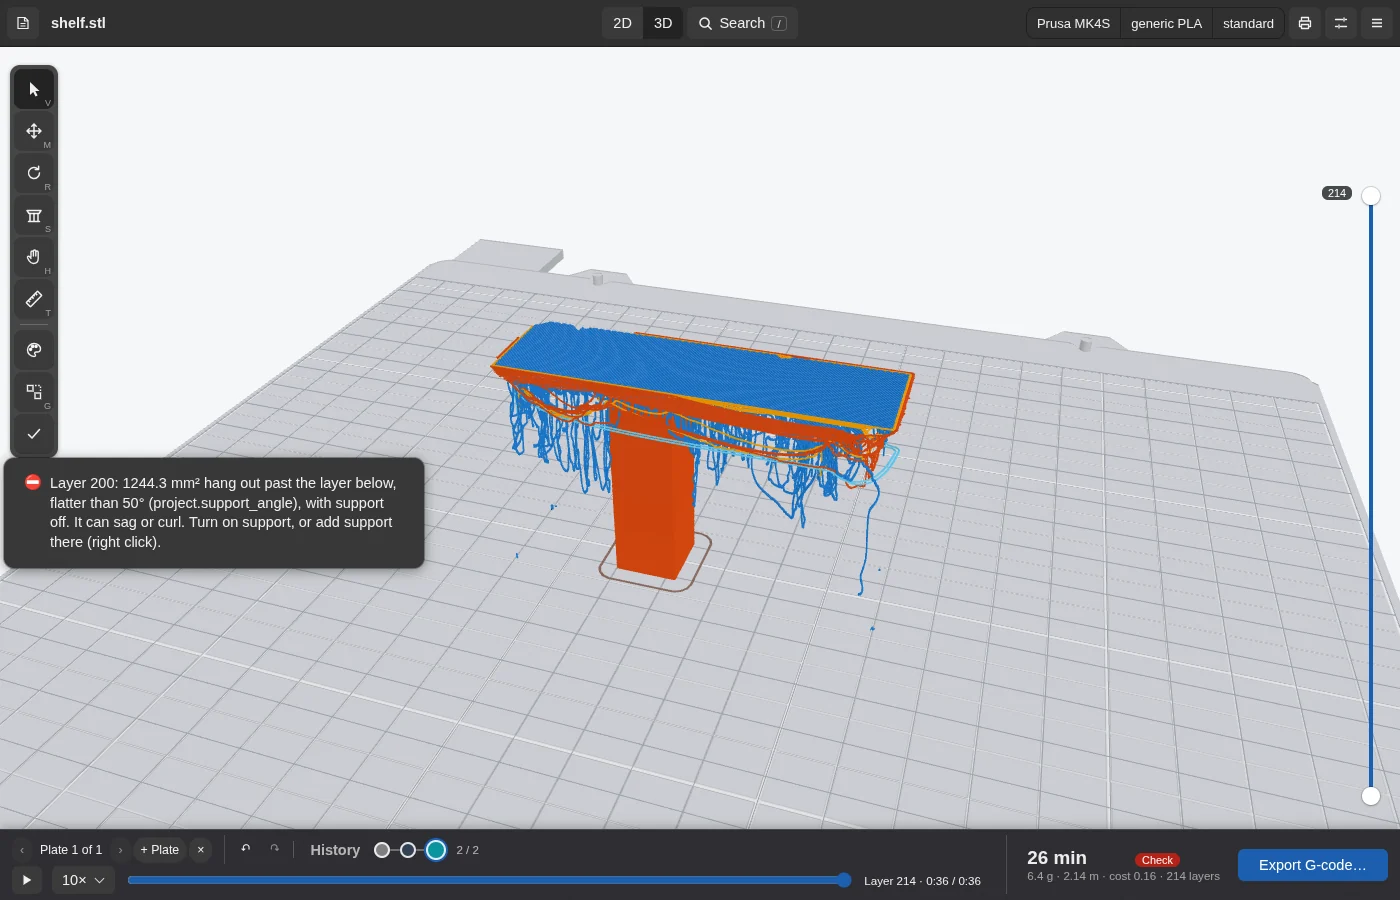 shelf.stl
2D 3D Search /
Prusa MK4S generic PLA standard
V
M
R
S
H
T
G
214
Layer 200: 1244.3 mm² hang out past the layer below,
flatter than 50° (project.support_angle), with support
off. It can sag or curl. Turn on support, or add support
there (right click).
‹ Plate 1 of 1 › + Plate × History 2 / 2
10× Layer 214 · 0:36 / 0:36
26 min Check
6.4 g · 2.14 m · cost 0.16 · 214 layers
Export G-code…